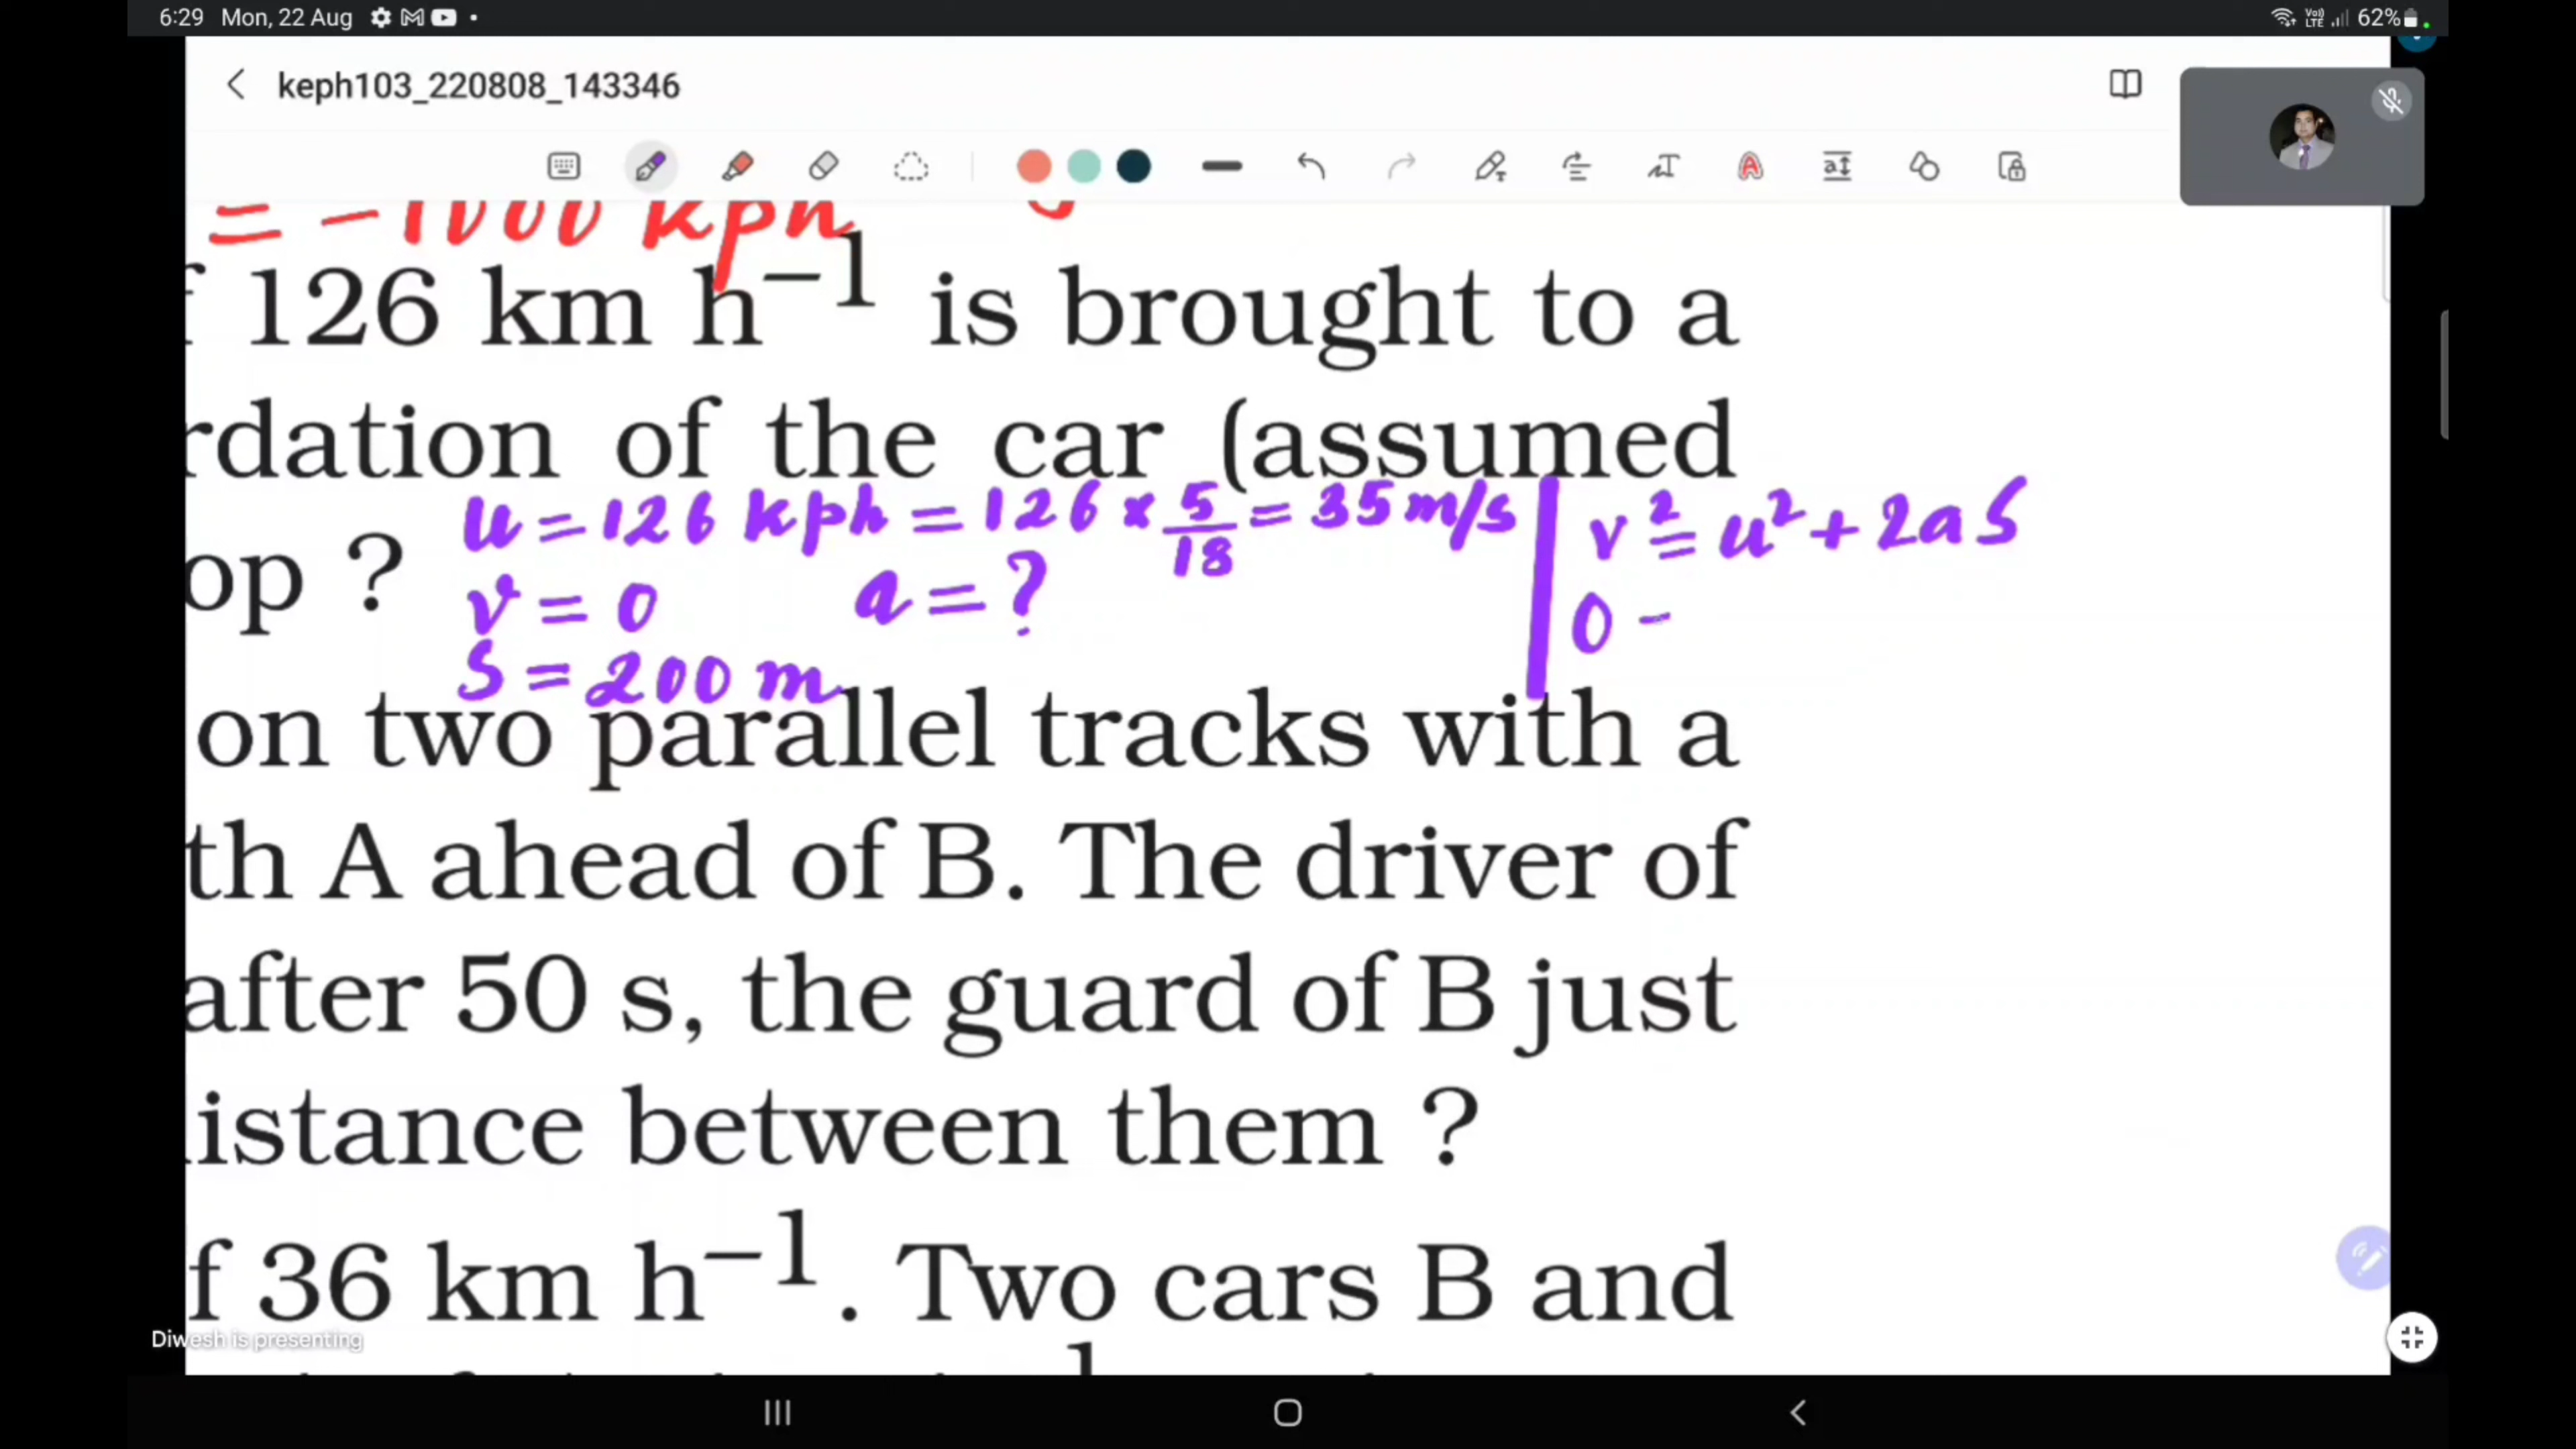 6:29 Mon, 22 Aug
Vo) LTE 62%
keph103_220808_143346
= -1000 kph
f 126 km h⁻¹ is brought to a
rdation of the car (assumed
u = 126 kph = 126 × 5/18 = 35 m/s
v² = u² + 2aS
op ?
v = 0 a = ?
0 -
S = 200 m
on two parallel tracks with a
th A ahead of B. The driver of
after 50 s, the guard of B just
istance between them ?
f 36 km h⁻¹. Two cars B and
Diwesh is presenting